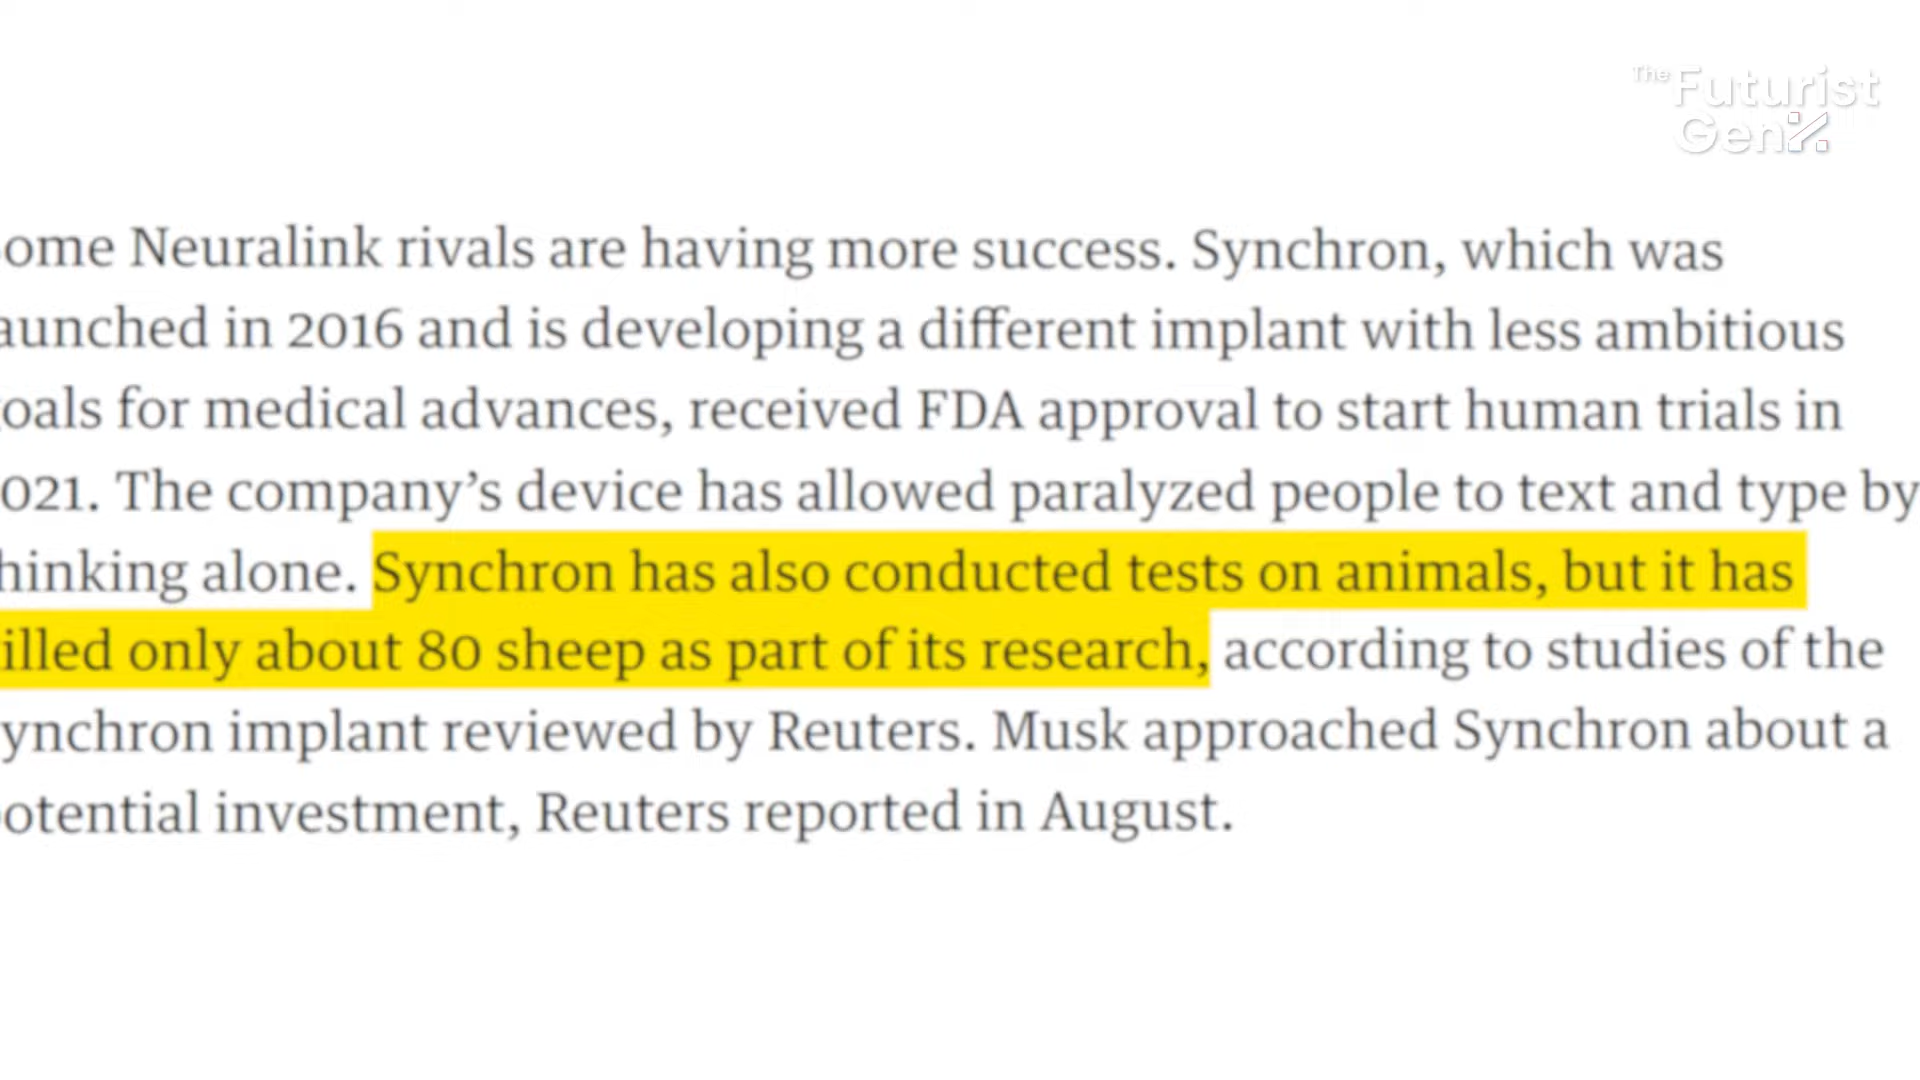 The Futurist
Gen
ome Neuralink rivals are having more success. Synchron, which was
aunched in 2016 and is developing a different implant with less ambitious
oals for medical advances, received FDA approval to start human trials in
021. The company’s device has allowed paralyzed people to text and type by
hinking alone. Synchron has also conducted tests on animals, but it has
illed only about 80 sheep as part of its research, according to studies of the
ynchron implant reviewed by Reuters. Musk approached Synchron about a
otential investment, Reuters reported in August.